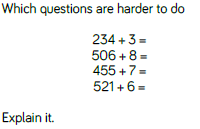 Which questions are harder to do
234 + 3 =
506 + 8 =
455 + 7 =
521 + 6 =
Explain it.